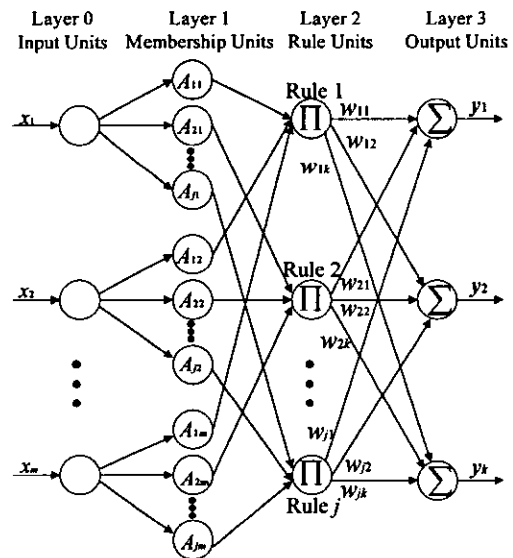 Layer 0 Layer 1 Layer 2 Layer 3
Input Units Membership Units Rule Units Output Units
A11
Rule 1
x1
A21
∏
w11
Σ
y1
w12
w1k
Aj1
A12
Rule 2
x2
A22
∏
w21
w22
Σ
y2
w2k
Aj2
A1m
wj1
xm
A2m
∏
wj2
Σ
yk
wjk
Rule j
Ajm